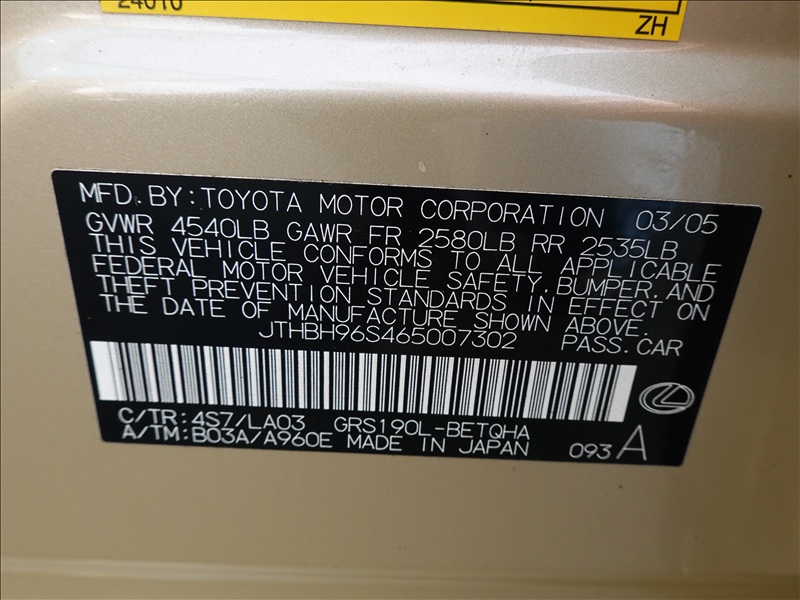 24010
ZH
MFD. BY: TOYOTA MOTOR CORPORATION 03/05
GVWR 4540LB GAWR FR 2580LB RR 2535LB
THIS VEHICLE CONFORMS TO ALL APPLICABLE
FEDERAL MOTOR VEHICLE SAFETY, BUMPER, AND
THEFT PREVENTION STANDARDS IN EFFECT ON
THE DATE OF MANUFACTURE SHOWN ABOVE.
JTHBH96S465007302 PASS. CAR
C/TR: 4S7/LA03 GRS190L-BETQHA
A/TM: B03A/A960E MADE IN JAPAN 093 A